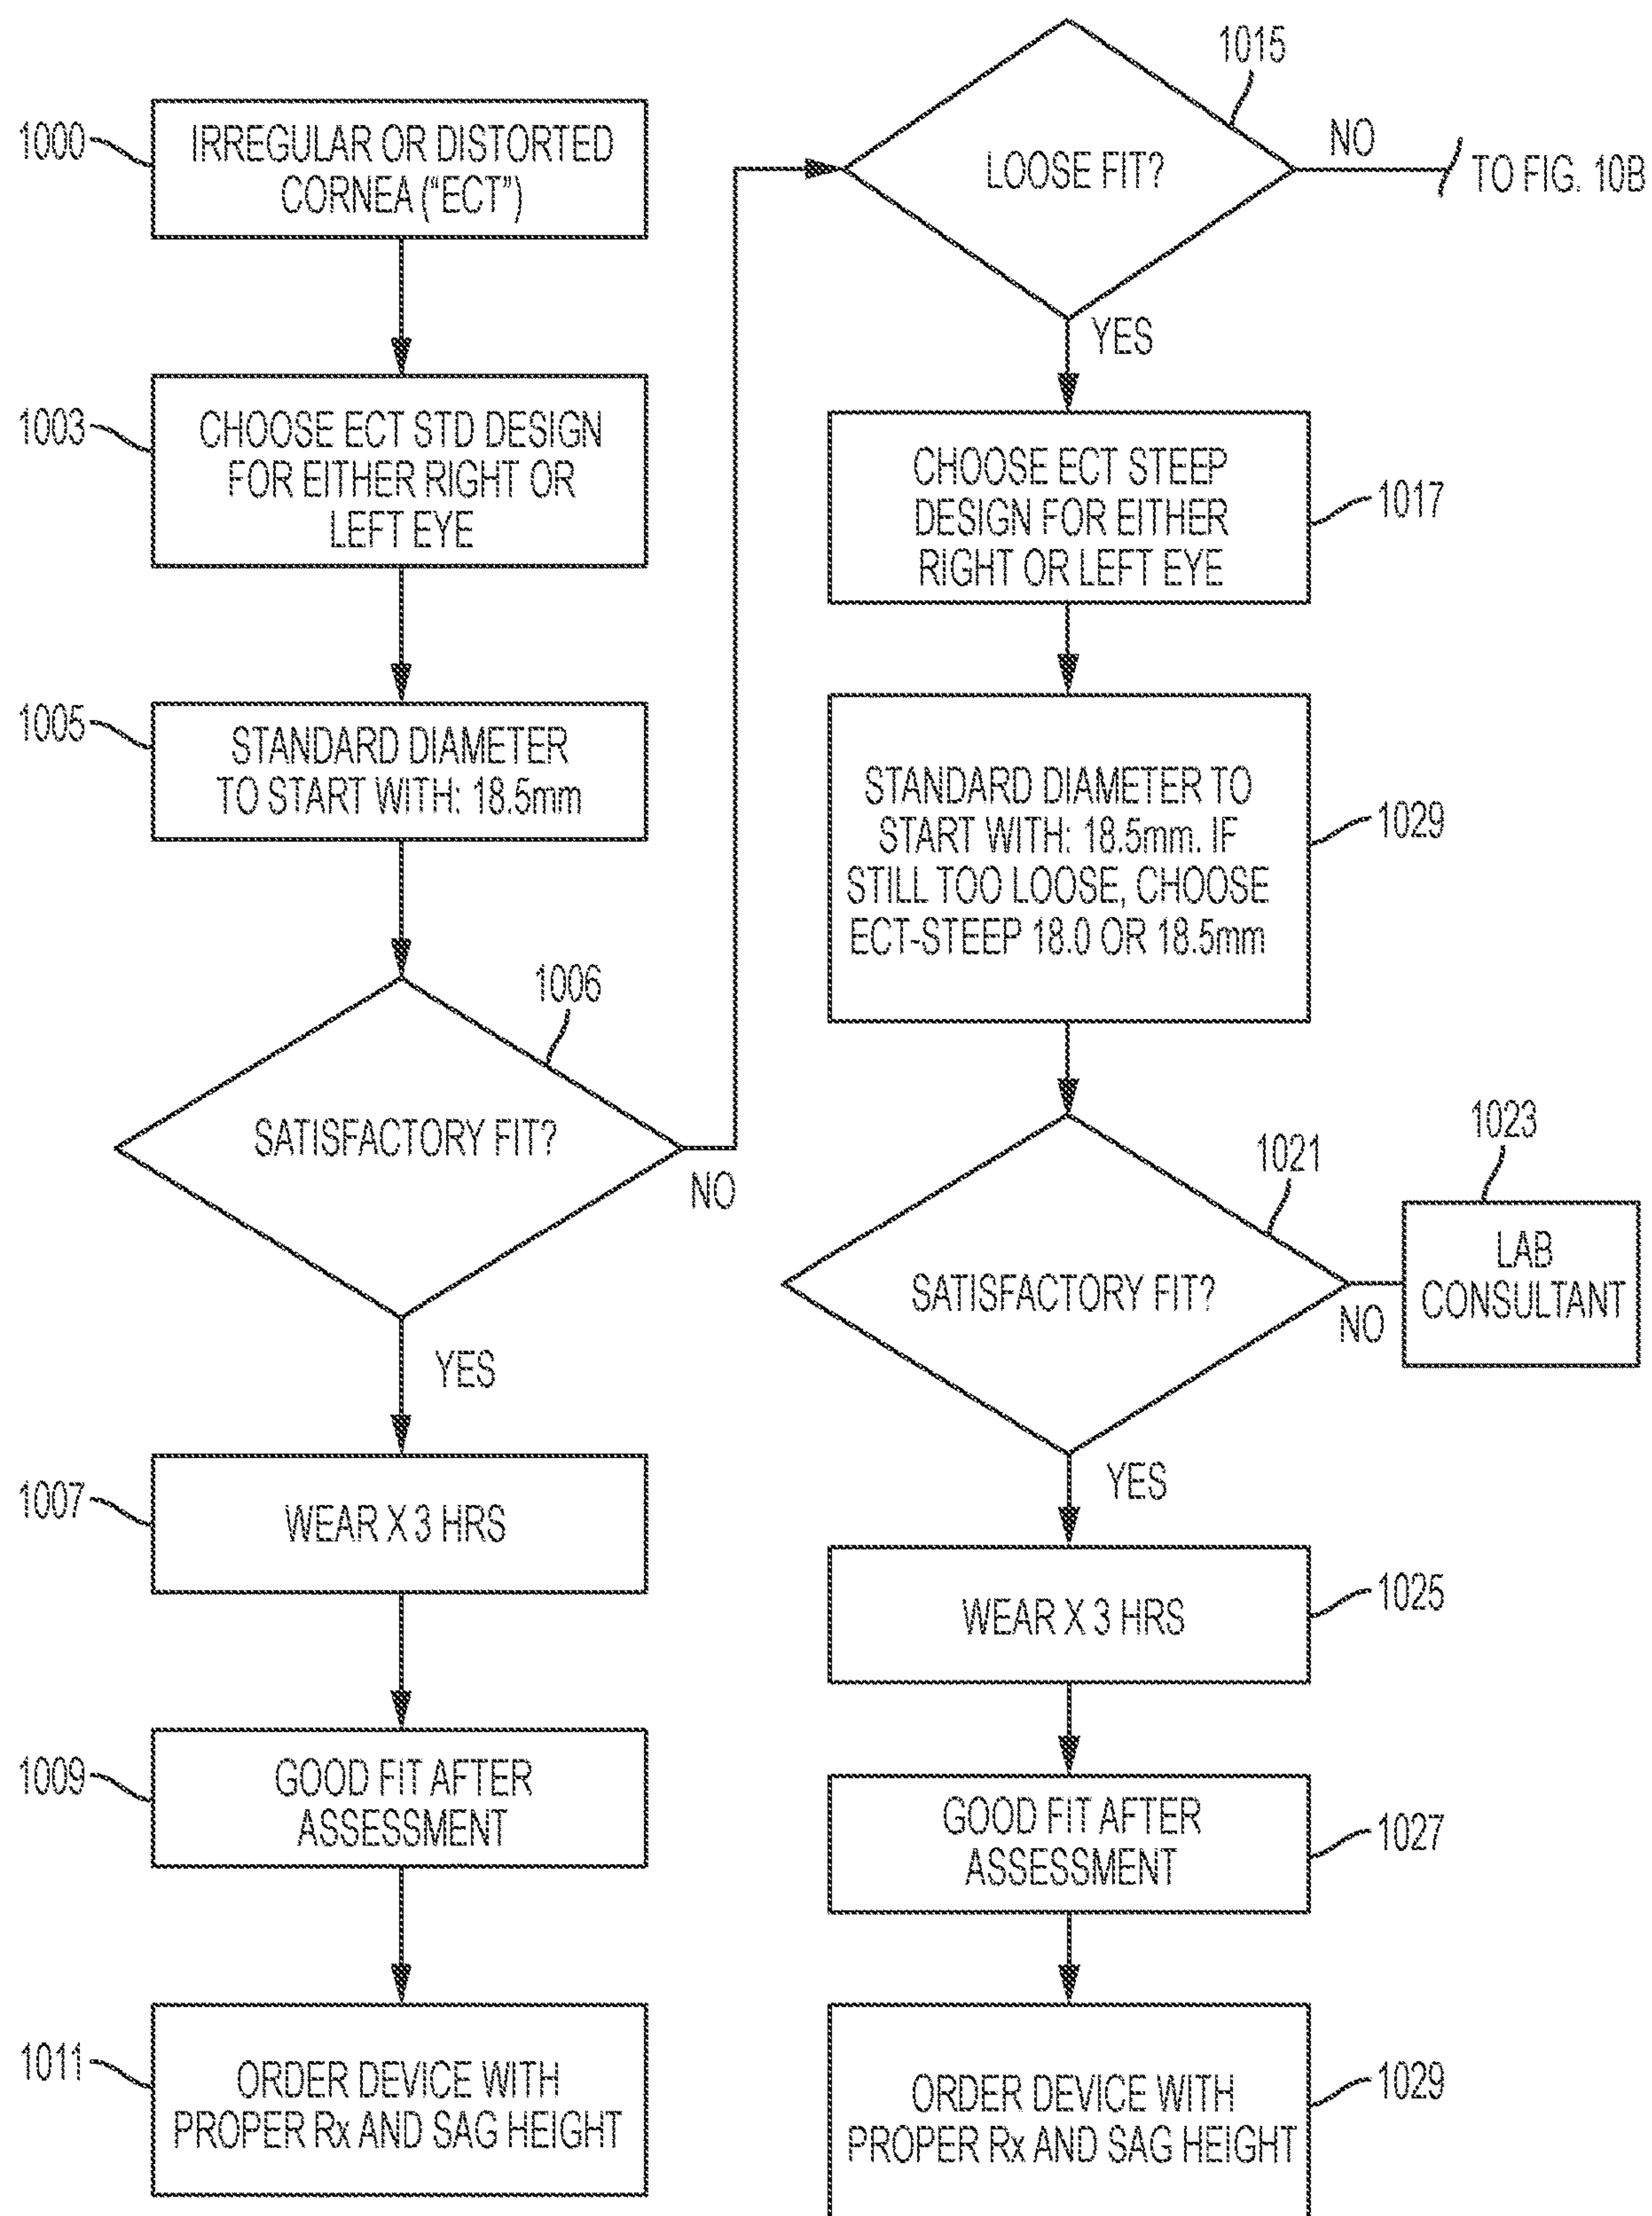 1000
IRREGULAR OR DISTORTED
CORNEA ("ECT")
1003
CHOOSE ECT STD DESIGN
FOR EITHER RIGHT OR
LEFT EYE
1005
STANDARD DIAMETER
TO START WITH: 18.5mm
1006
SATISFACTORY FIT?
NO
YES
1007
WEAR X 3 HRS
1009
GOOD FIT AFTER
ASSESSMENT
1011
ORDER DEVICE WITH
PROPER Rx AND SAG HEIGHT
1015
LOOSE FIT?
NO
TO FIG. 10B
YES
CHOOSE ECT STEEP
DESIGN FOR EITHER
RIGHT OR LEFT EYE
1017
STANDARD DIAMETER TO
START WITH: 18.5mm. IF
STILL TOO LOOSE, CHOOSE
ECT-STEEP 18.0 OR 18.5mm
1029
1021
SATISFACTORY FIT?
NO
1023
LAB
CONSULTANT
YES
WEAR X 3 HRS
1025
GOOD FIT AFTER
ASSESSMENT
1027
ORDER DEVICE WITH
PROPER Rx AND SAG HEIGHT
1029